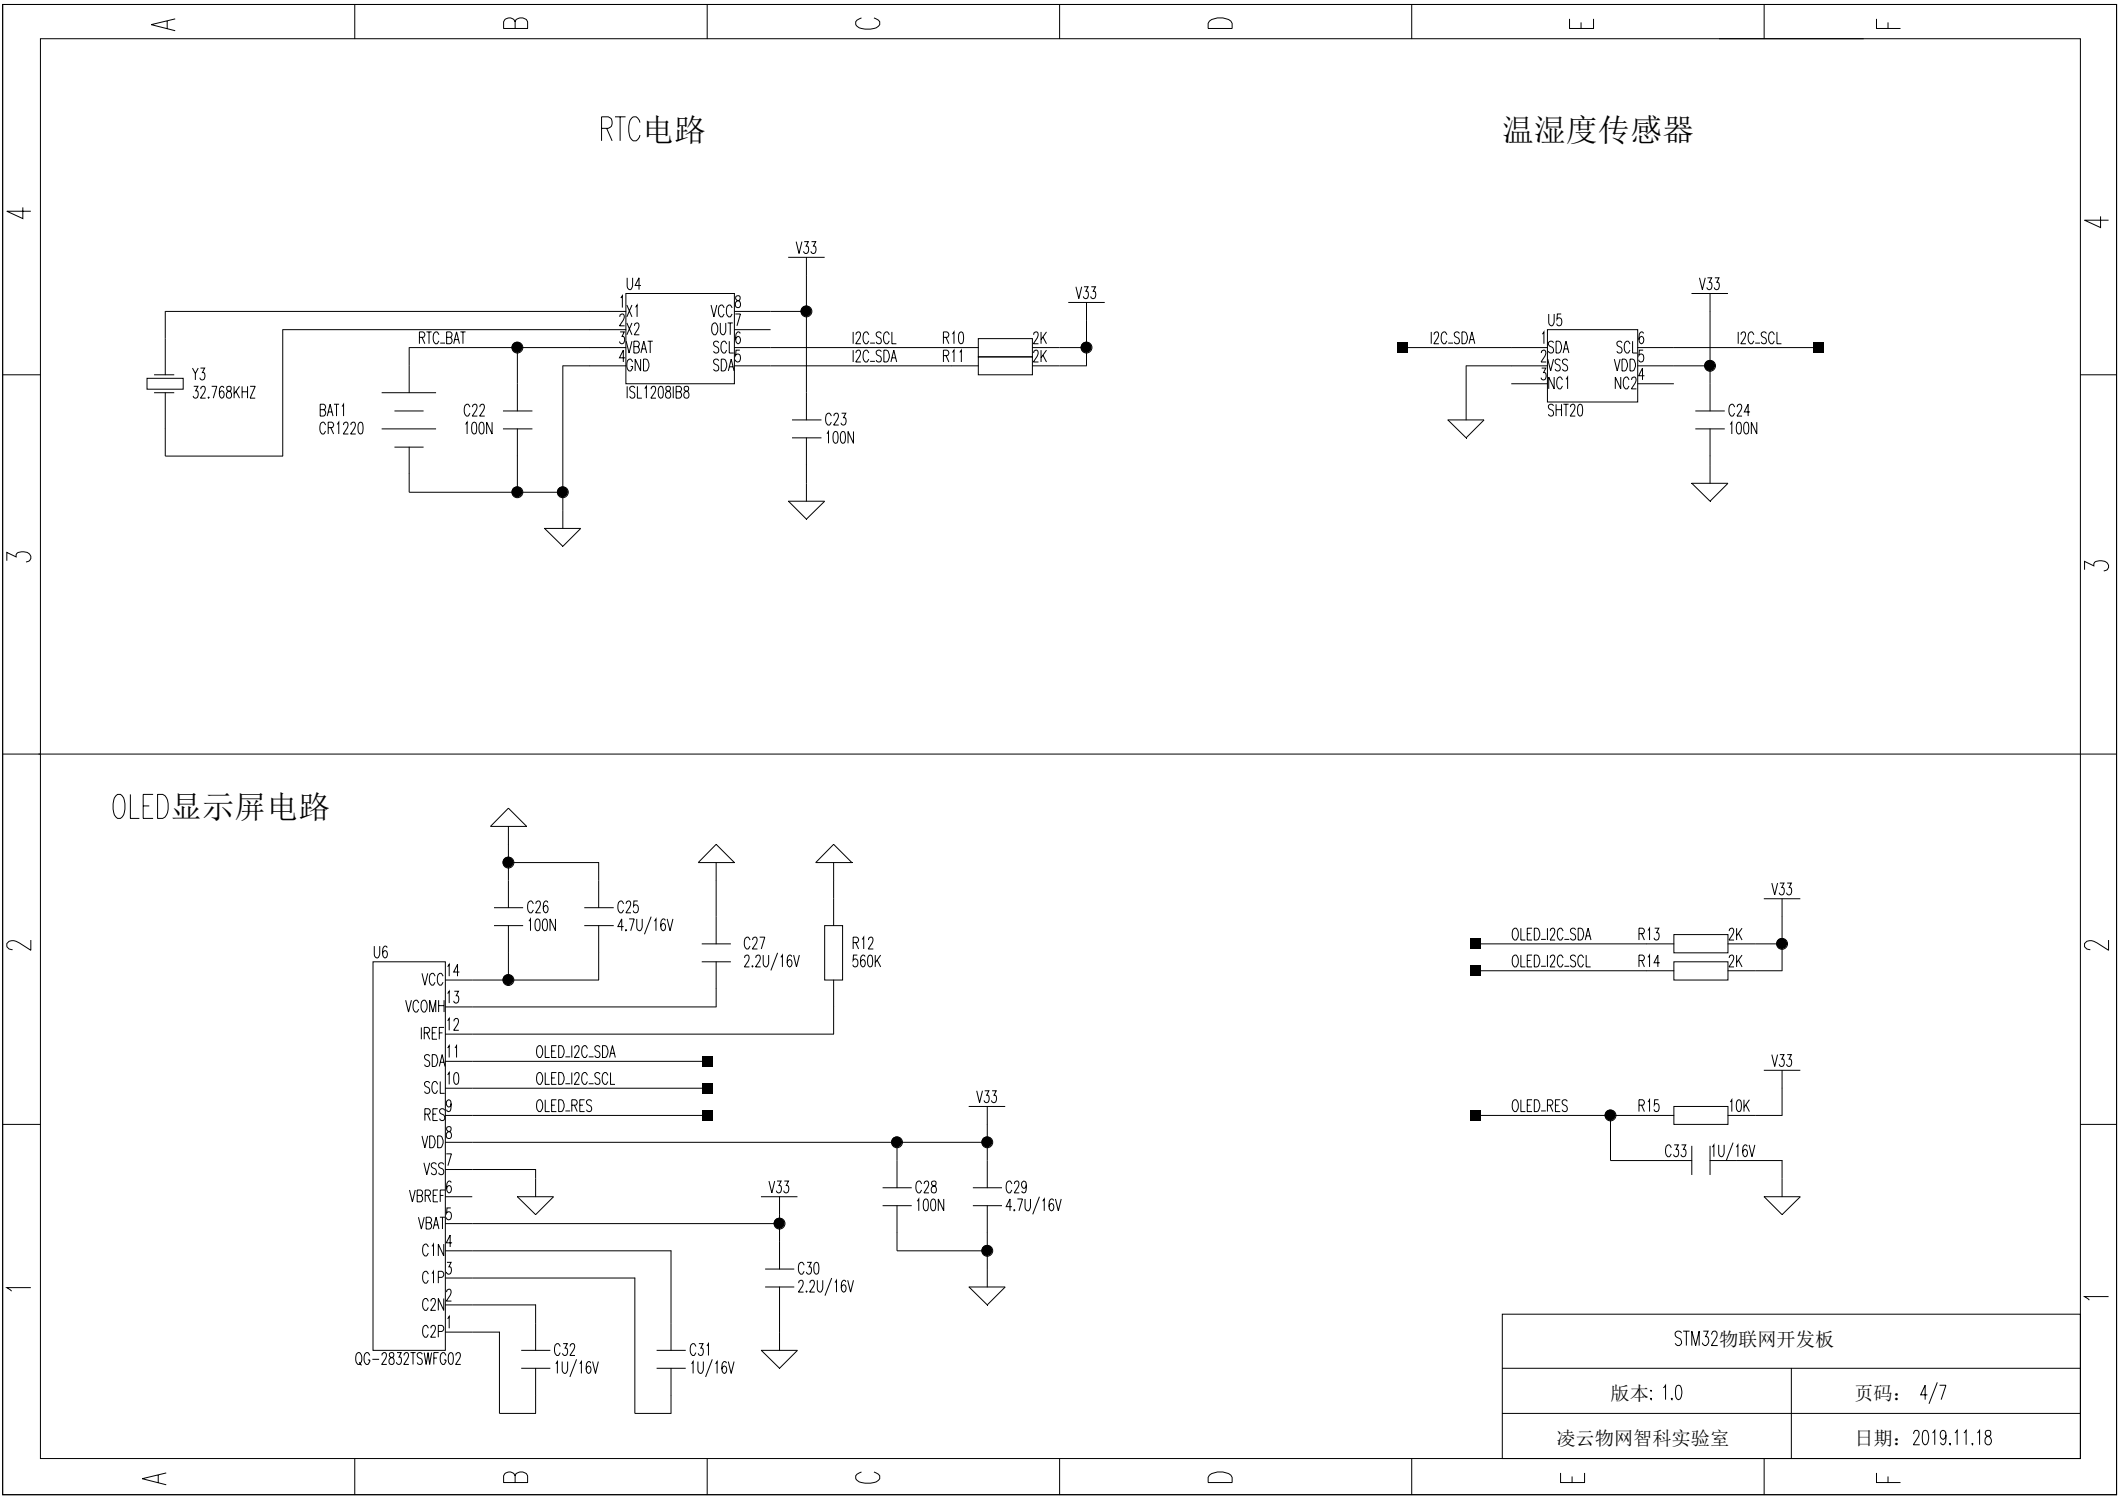 A B C D E F
4 4
3 3
2 2
1 1
RTC电路
温湿度传感器
V33
U4
1 X1
2 X2
3 VBAT
4 GND
VCC 8
OUT 7
SCL 6
SDA 5
ISL1208IB8
RTC_BAT
Y3
32.768KHZ
BAT1
CR1220
C22
100N
C23
100N
I2C_SCL R10 2K
I2C_SDA R11 2K
V33
V33
U5
I2C_SDA 1 SDA
2 VSS
3 NC1
SCL 6 I2C_SCL
VDD 5
NC2 4
SHT20
C24
100N
OLED显示屏电路
C26
100N
C25
4.7U/16V
C27
2.2U/16V
R12
560K
U6
VCC 14
VCOMH 13
IREF 12
SDA 11 OLED_I2C_SDA
SCL 10 OLED_I2C_SCL
RES 9 OLED_RES
VDD 8
VSS 7
VBREF 6
VBAT 5
C1N 4
C1P 3
C2N 2
C2P 1
QG-2832TSWFG02
V33
C28
100N
C29
4.7U/16V
V33
C30
2.2U/16V
C32
1U/16V
C31
1U/16V
V33
OLED_I2C_SDA R13 2K
OLED_I2C_SCL R14 2K
V33
OLED_RES R15 10K
C33 1U/16V
STM32物联网开发板
版本: 1.0 页码： 4/7
凌云物网智科实验室 日期：2019.11.18
A B C D E F